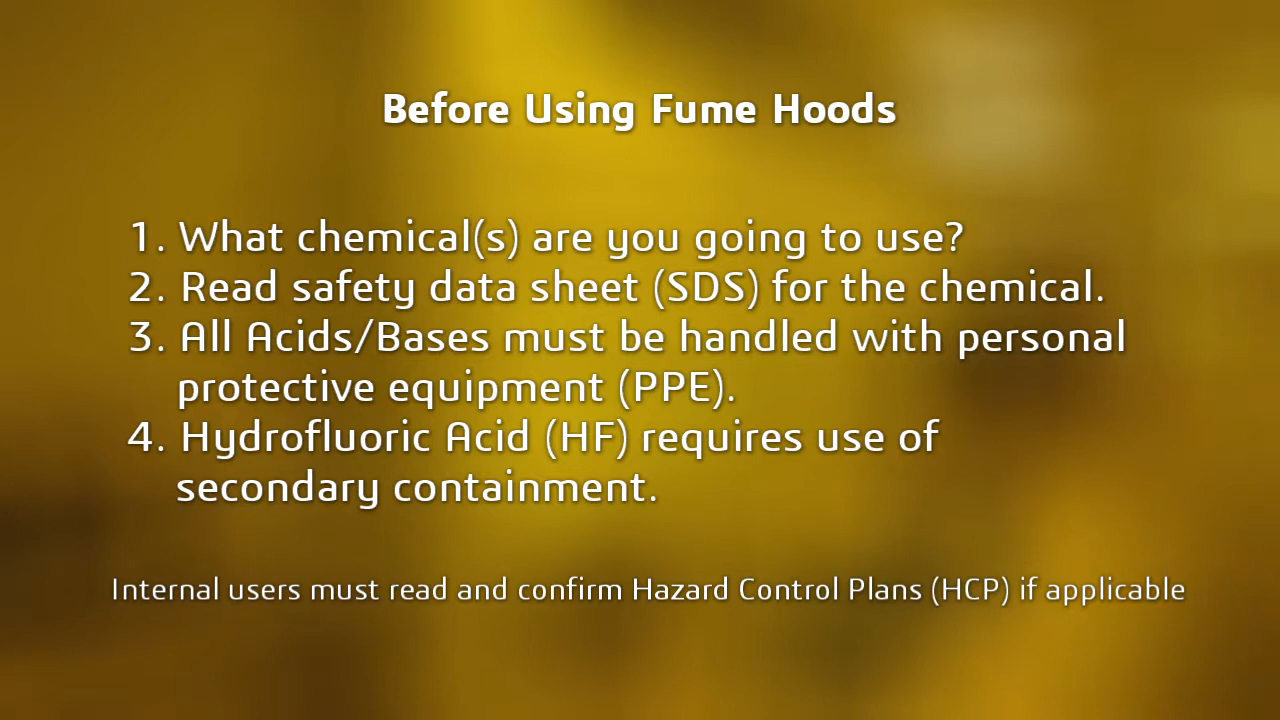 Before Using Fume Hoods
1. What chemical(s) are you going to use?
2. Read safety data sheet (SDS) for the chemical.
3. All Acids/Bases must be handled with personal
protective equipment (PPE).
4. Hydrofluoric Acid (HF) requires use of
secondary containment.
Internal users must read and confirm Hazard Control Plans (HCP) if applicable